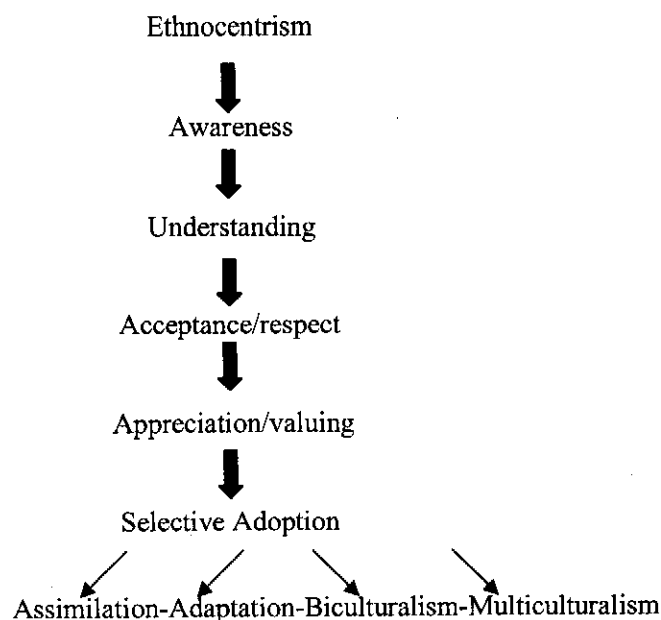 Ethnocentrism
Awareness
Understanding
Acceptance/respect
Appreciation/valuing
Selective Adoption
Assimilation-Adaptation-Biculturalism-Multiculturalism